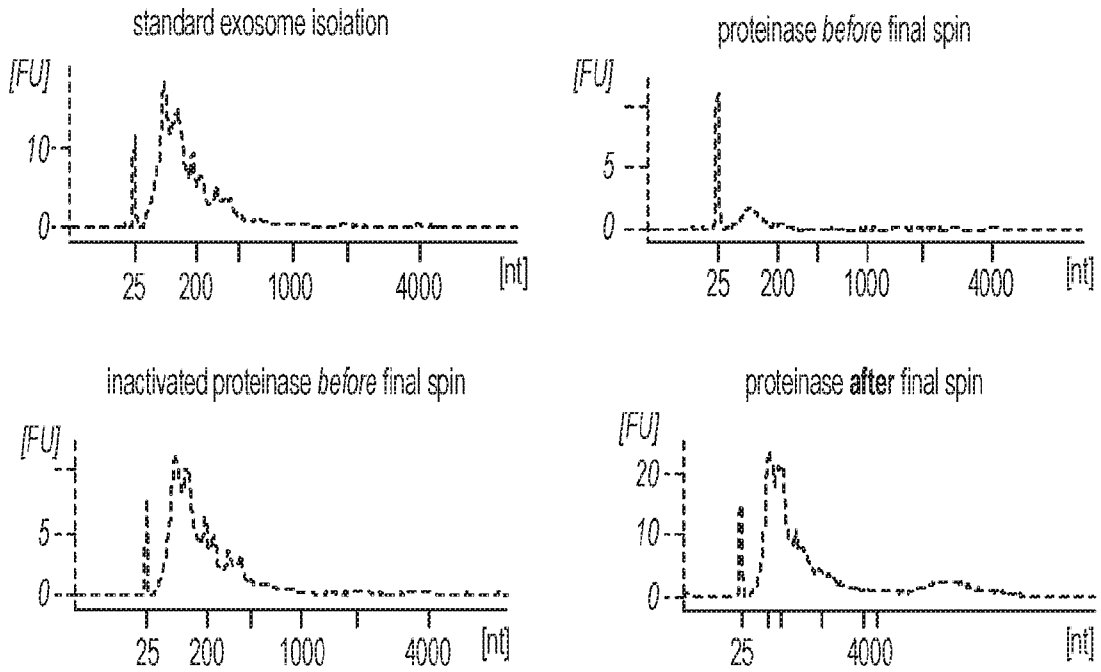 standard exosome isolation
[FU]
10
0
25 200 1000 4000 [nt]
proteinase before final spin
[FU]
5
0
25 200 1000 4000 [nt]
inactivated proteinase before final spin
[FU]
5
0
25 200 1000 4000 [nt]
proteinase after final spin
[FU]
20
10
0
25 4000 [nt]